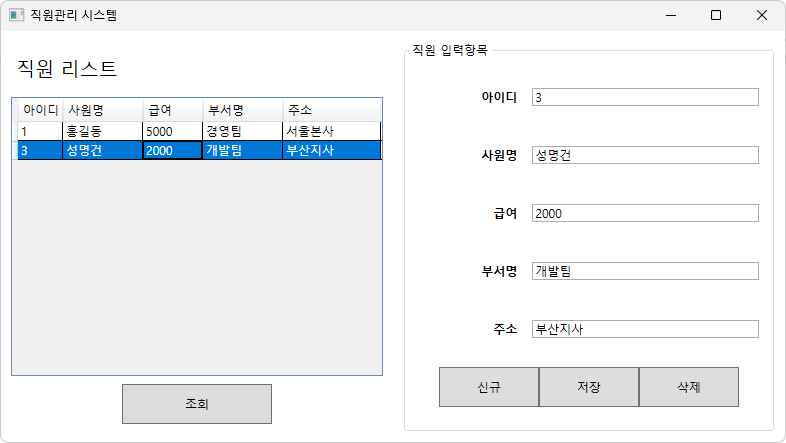 직원관리 시스템
직원 리스트
아이디 사원명 급여 부서명 주소
1 홍길동 5000 경영팀 서울본사
3 성명건 2000 개발팀 부산지사
조회
직원 입력항목
아이디 3
사원명 성명건
급여 2000
부서명 개발팀
주소 부산지사
신규 저장 삭제